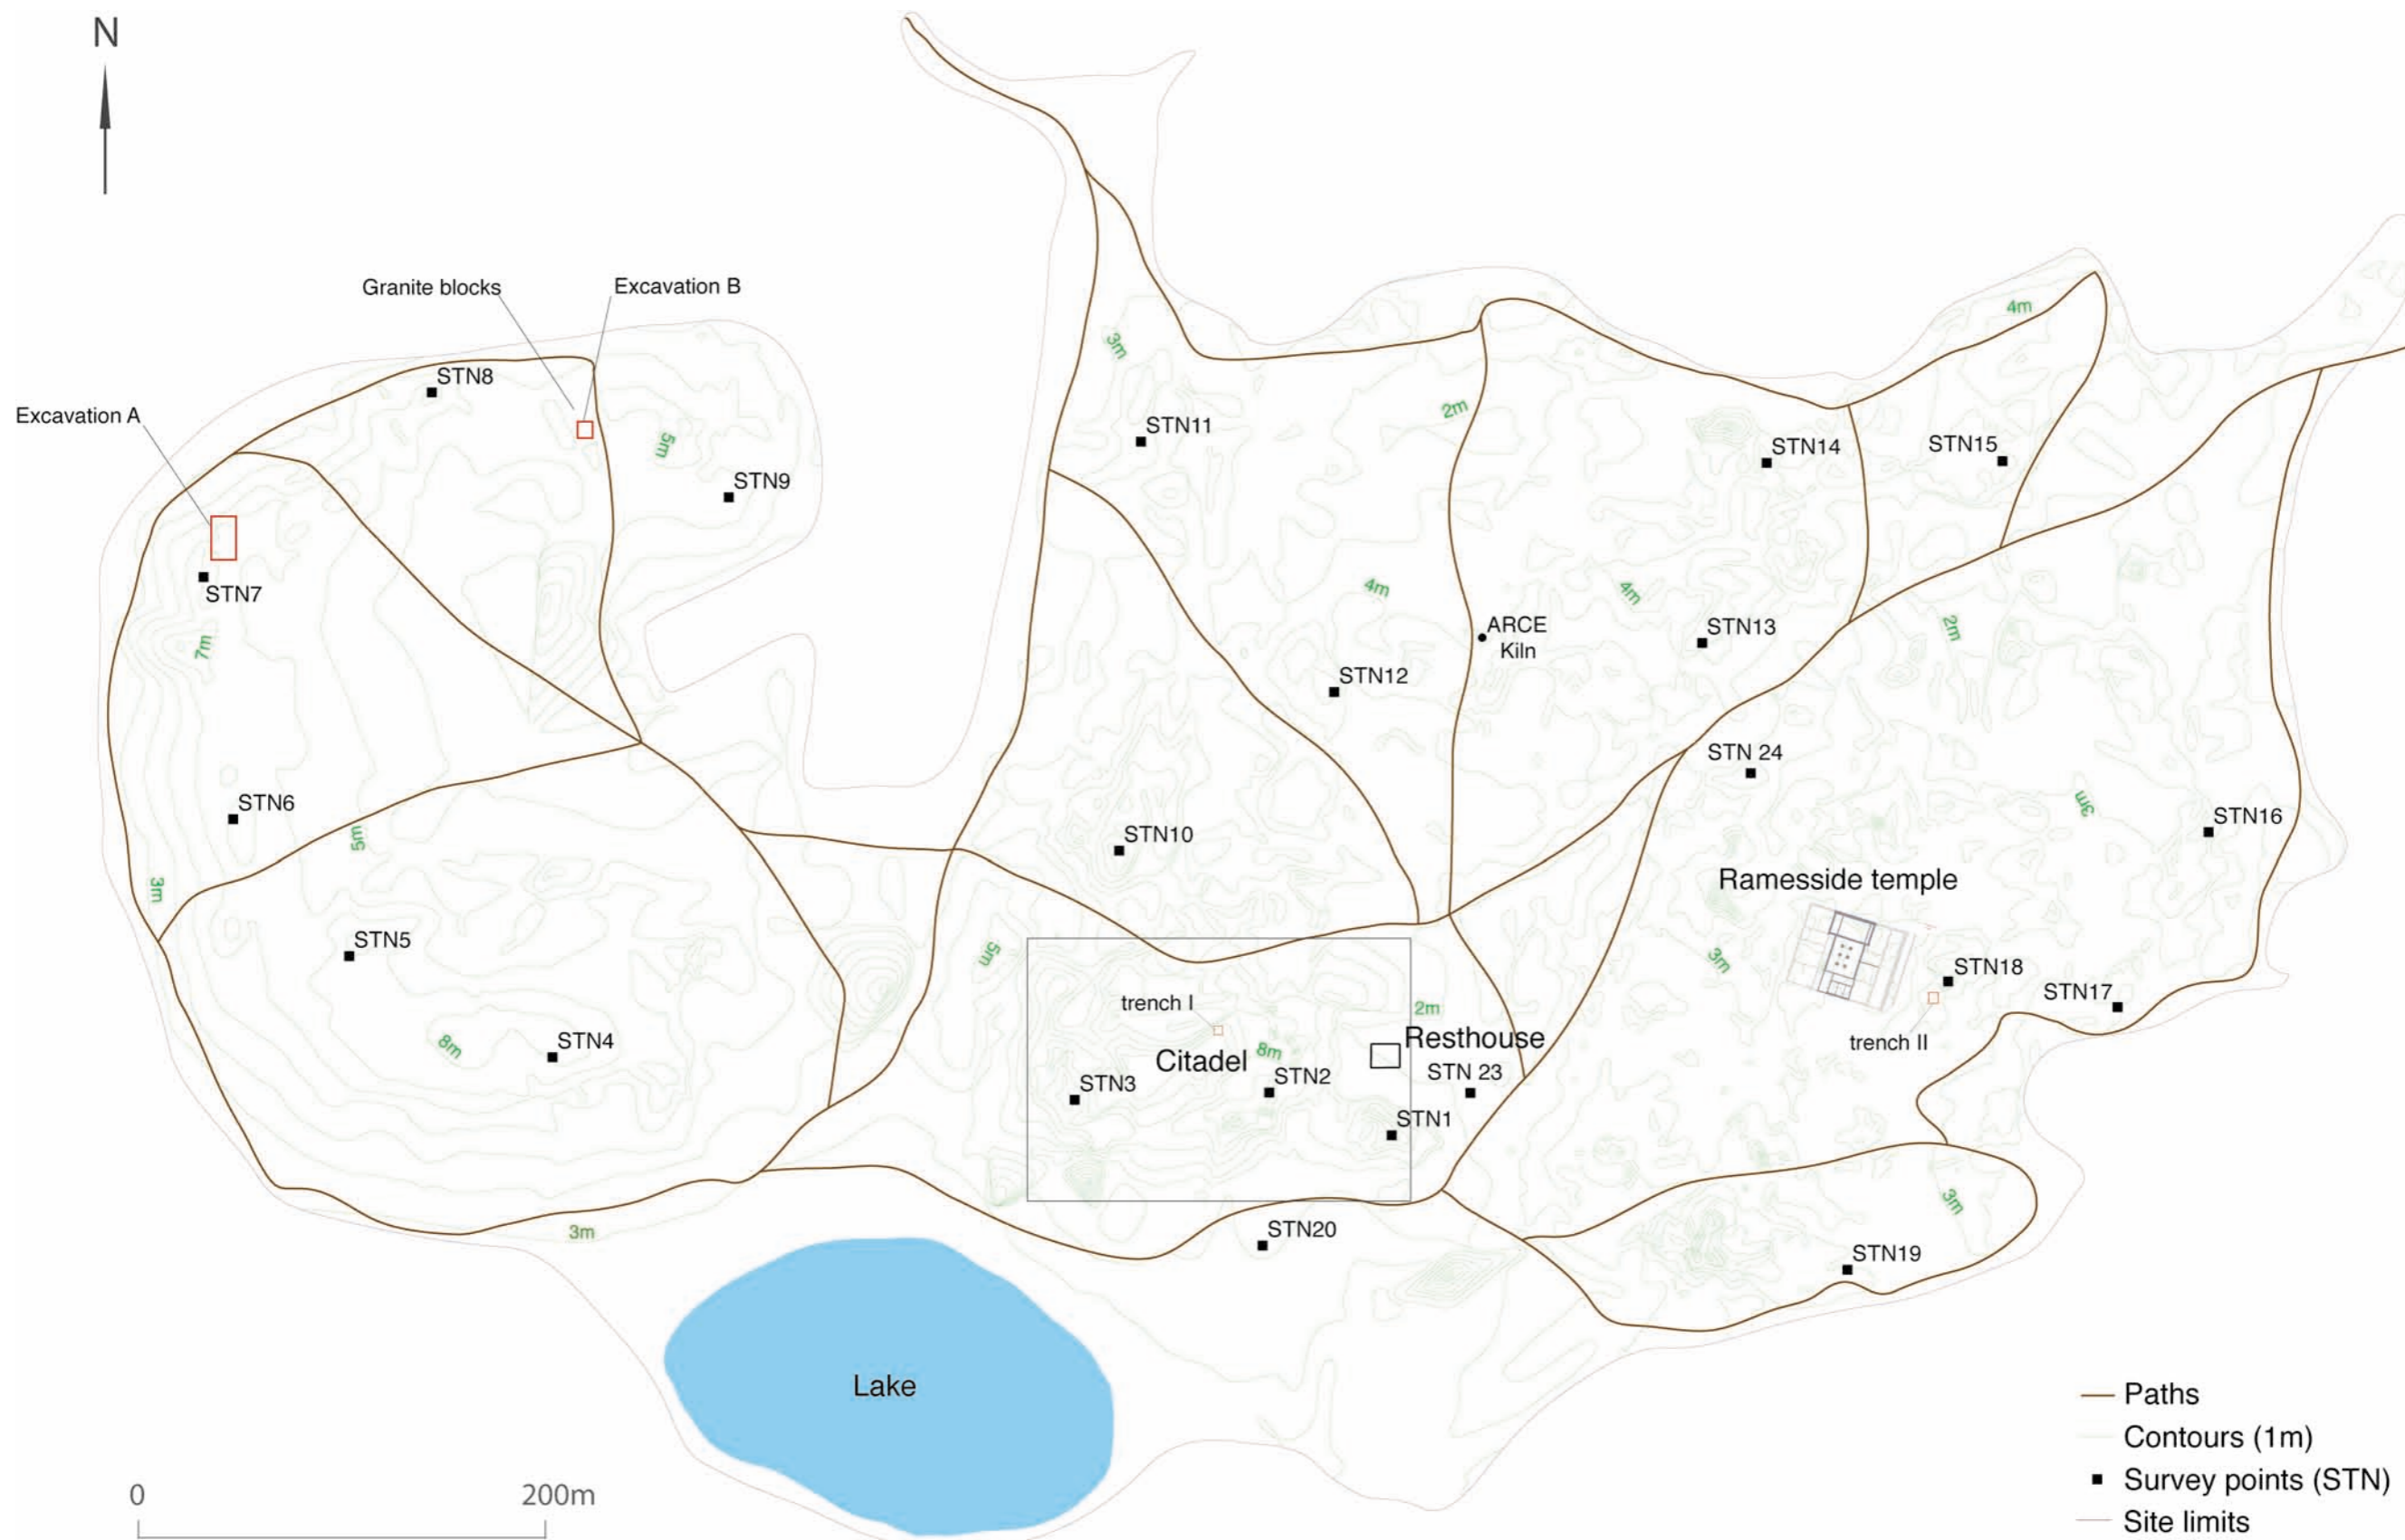 N
Granite blocks
Excavation B
4m
3m
STN8
Excavation A
2m
STN11
5m
STN14
STN15
STN9
4m
4m
STN7
ARCE
Kiln
STN13
2m
7m
STN12
STN 24
STN6
3m
STN16
5m
STN10
Ramesside temple
3m
STN5
5m
3m
STN18
STN17
trench I
2m
Resthouse
trench II
8m
STN4
Citadel
8m
STN2
STN 23
STN3
STN1
3m
3m
STN20
STN19
Lake
Paths
Contours (1m)
Survey points (STN)
Site limits
0
200m